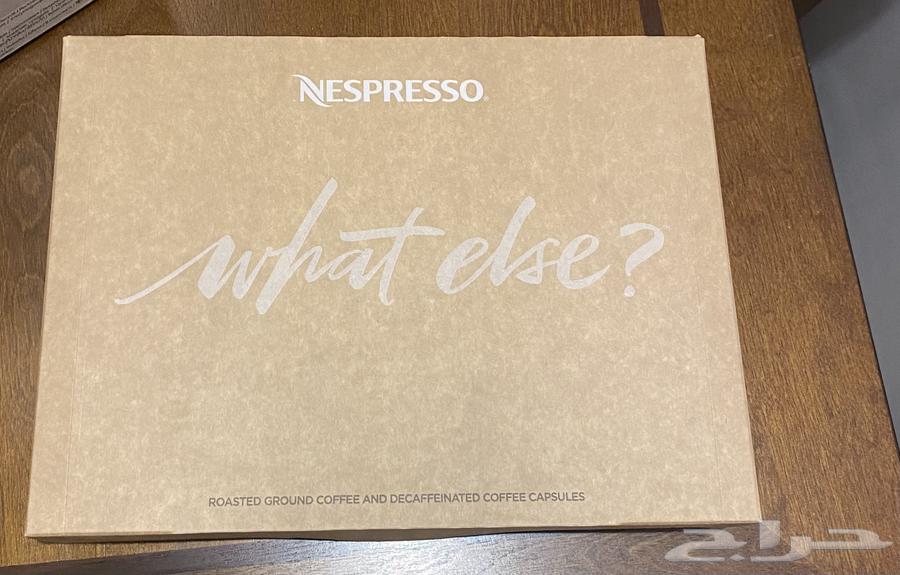 NESPRESSO
what else?
ROASTED GROUND COFFEE AND DECAFFEINATED COFFEE CAPSULES
حراج